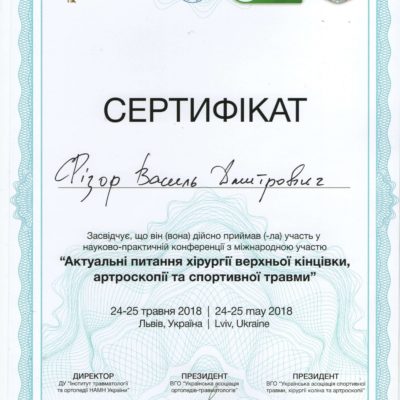 СЕРТИФІКАТ
Фізор Василь Дмитрович
Засвідчує, що він (вона) дійсно приймав (-ла) участь у
науково-практичній конференції з міжнародною участю
“Актуальні питання хірургії верхньої кінцівки,
артроскопії та спортивної травми”
24-25 травня 2018 | 24-25 may 2018
Львів, Україна | Lviv, Ukraine
ДИРЕКТОР
ДУ “Інститут травматології
та ортопедії НАМН України”
ПРЕЗИДЕНТ
ВГО “Українська асоціація
ортопедів-травматологів”
ПРЕЗИДЕНТ
ВГО “Українська асоціація спортивної
травми, хірургії коліна та артроскопії”